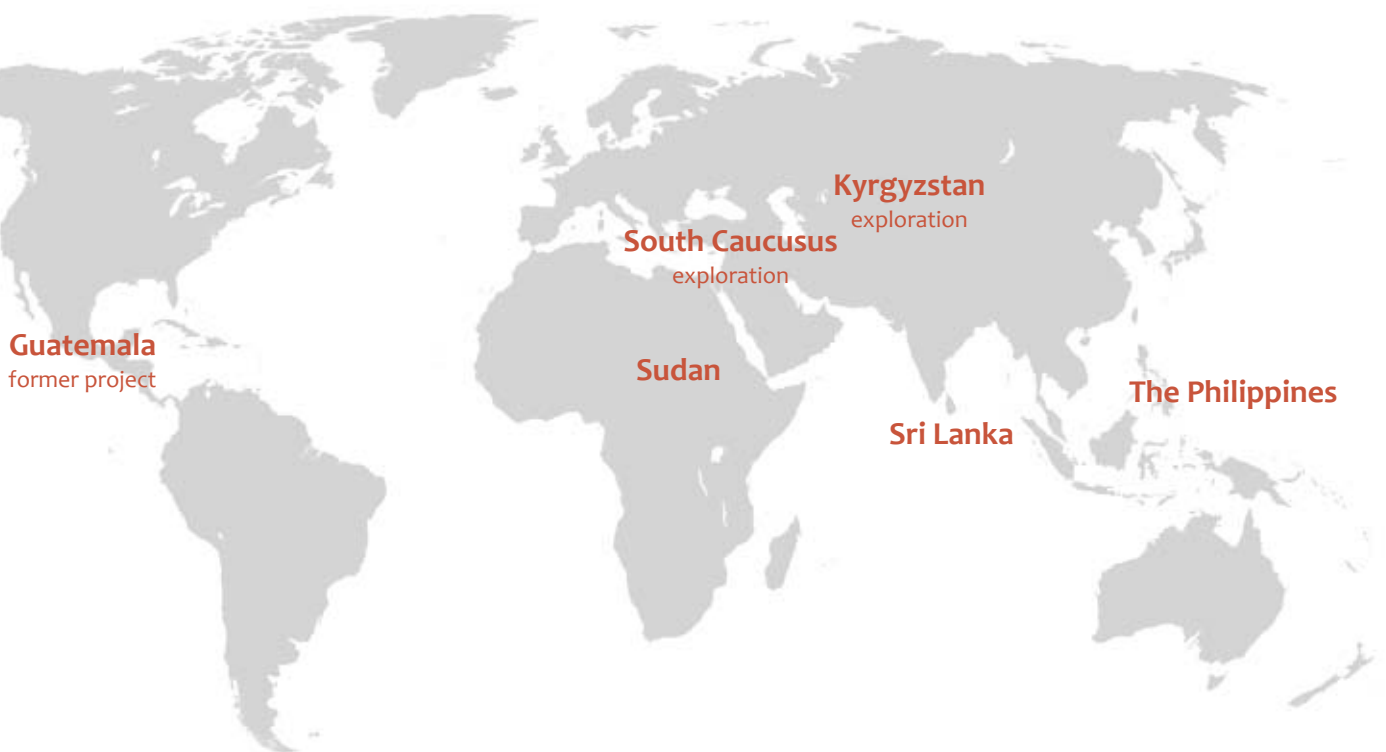 Kyrgyzstan
exploration
South Caucusus
exploration
Guatemala
former project
Sudan
The Philippines
Sri Lanka